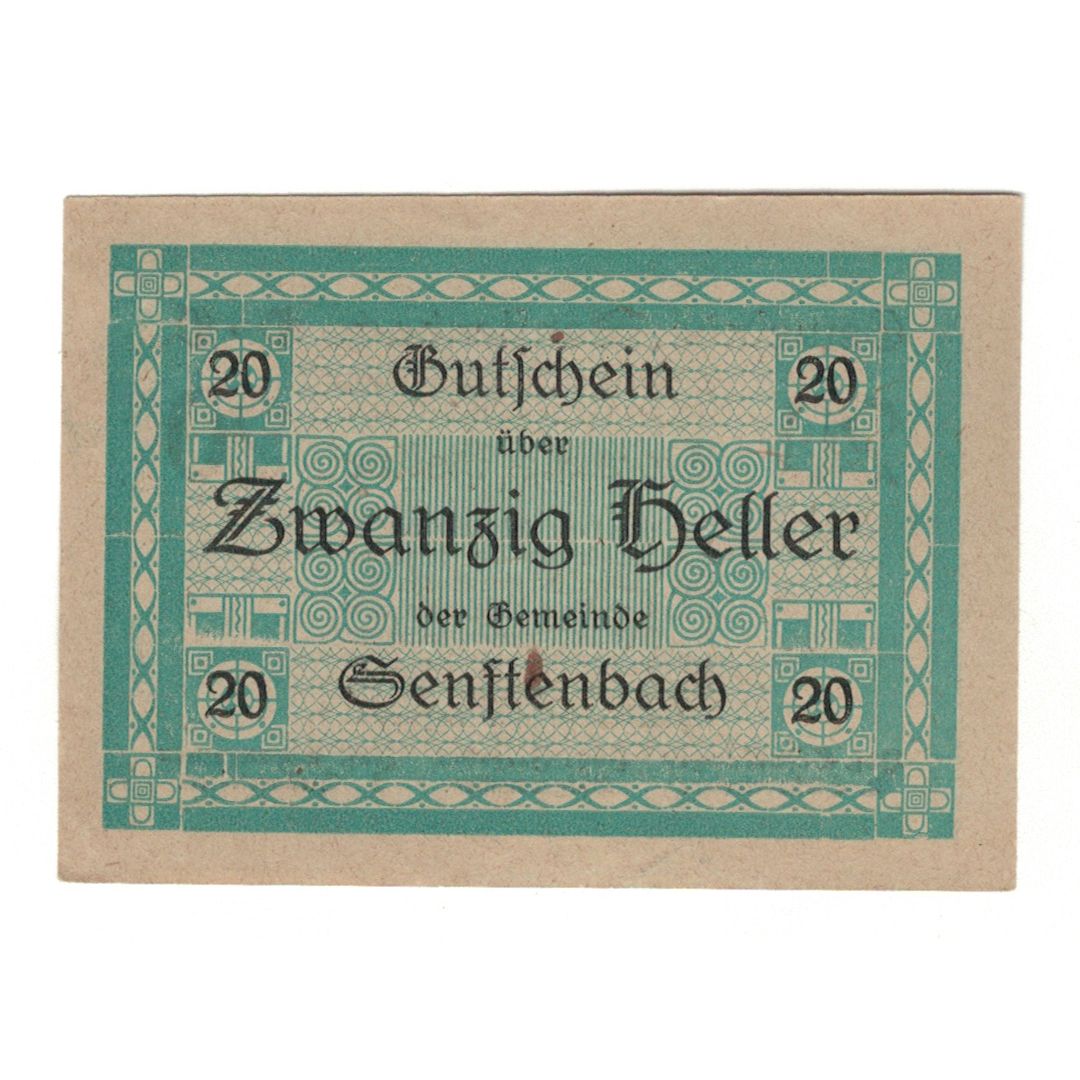 20 Gutschein 20
über
Zwanzig Heller
der Gemeinde
20 Senftenbach 20